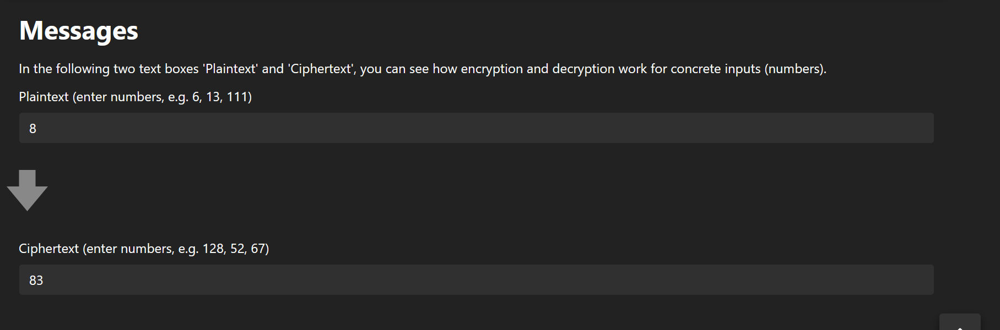 Messages
In the following two text boxes 'Plaintext' and 'Ciphertext', you can see how encryption and decryption work for concrete inputs (numbers).
Plaintext (enter numbers, e.g. 6, 13, 111)
8
Ciphertext (enter numbers, e.g. 128, 52, 67)
83